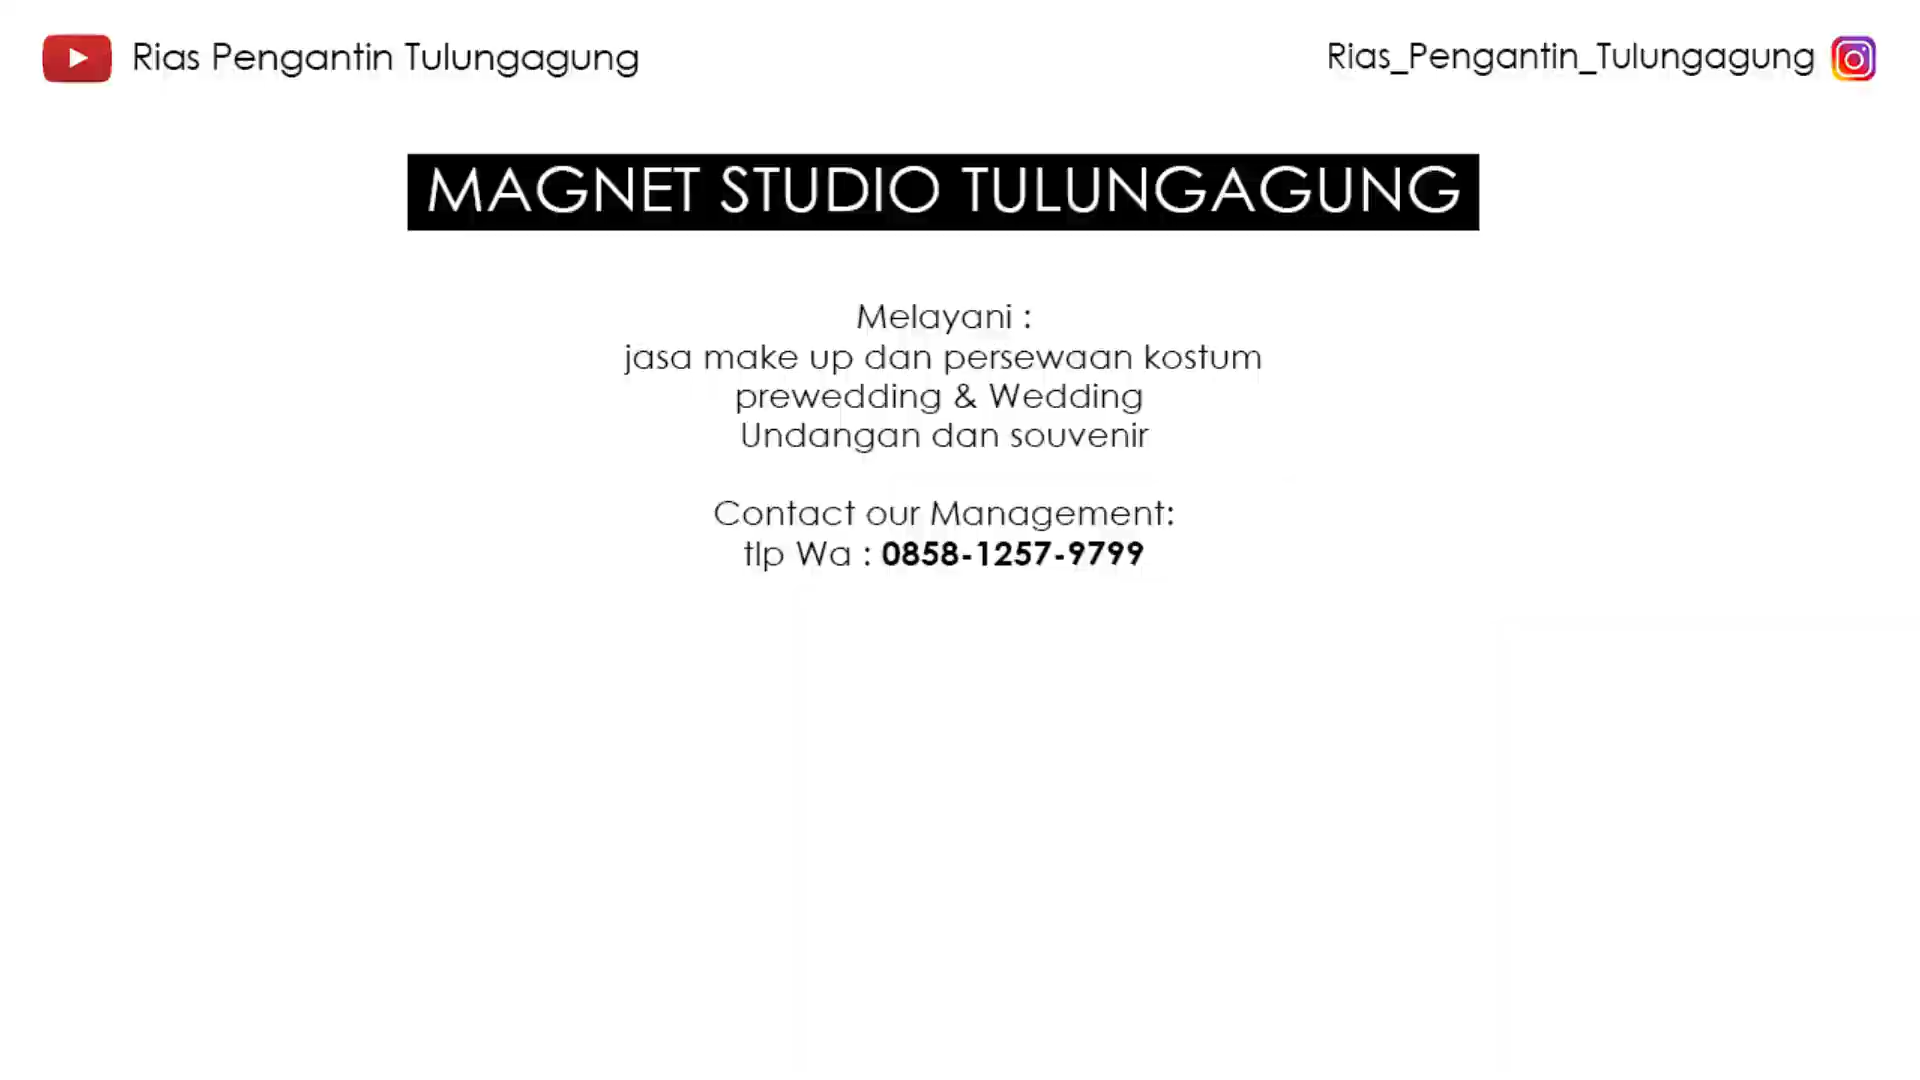 Rias Pengantin Tulungagung
Rias_Pengantin_Tulungagung
MAGNET STUDIO TULUNGAGUNG
Melayani :
jasa make up dan persewaan kostum
prewedding & Wedding
Undangan dan souvenir
Contact our Management:
tlp Wa : 0858-1257-9799